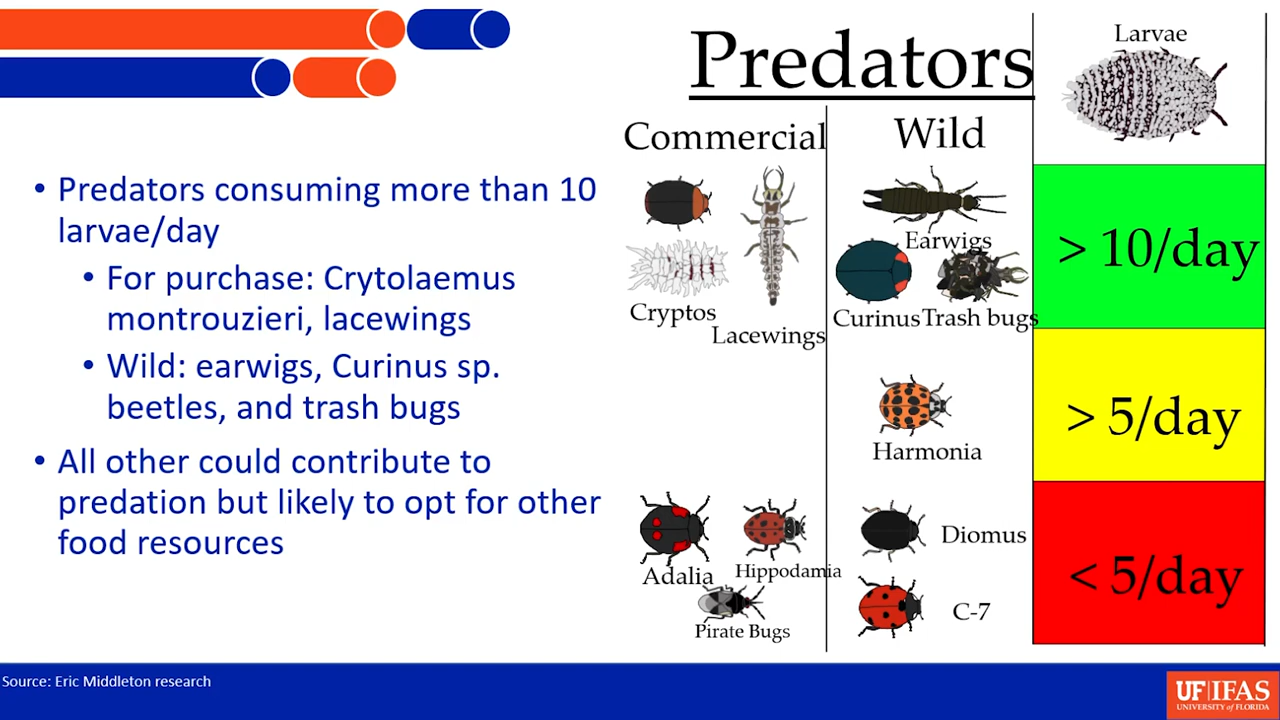 Predators
Larvae
Commercial
Wild
• Predators consuming more than 10
larvae/day
• For purchase: Crytolaemus
montrouzieri, lacewings
• Wild: earwigs, Curinus sp.
beetles, and trash bugs
• All other could contribute to
predation but likely to opt for other
food resources
Cryptos
Lacewings
Earwigs
Curinus
Trash bugs
> 10/day
Harmonia
> 5/day
Adalia
Hippodamia
Pirate Bugs
Diomus
C-7
< 5/day
Source: Eric Middleton research
UF|IFAS
UNIVERSITY of FLORIDA